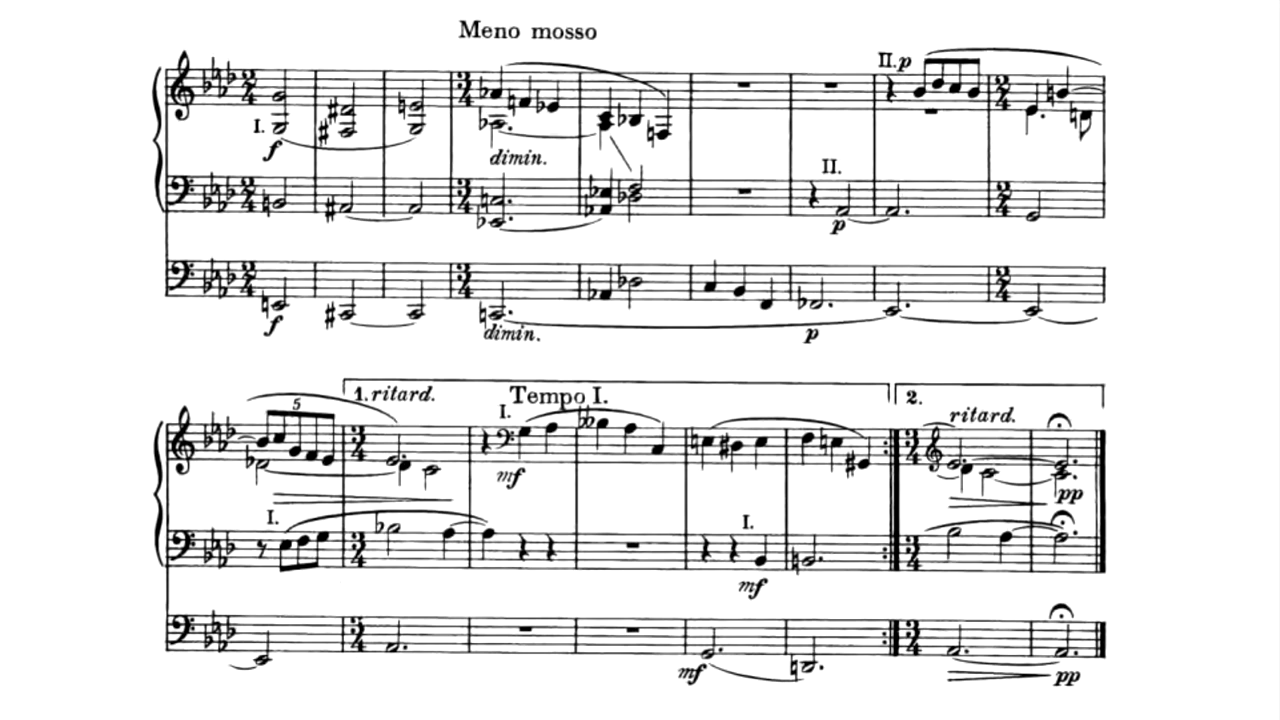 Meno mosso
II. p
I.
f
dimin.
II.
p
f
dimin.
p
5
1. ritard.
I.
Tempo I.
2.
ritard.
mf
pp
I.
I.
mf
mf
pp